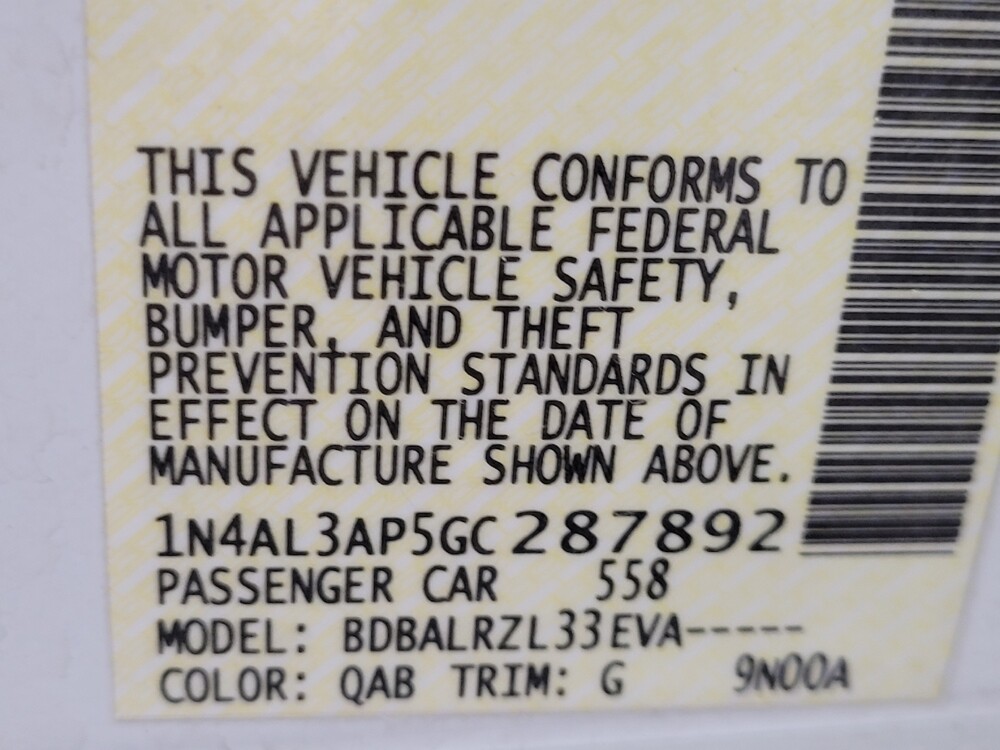 THIS VEHICLE CONFORMS TO
ALL APPLICABLE FEDERAL
MOTOR VEHICLE SAFETY,
BUMPER, AND THEFT
PREVENTION STANDARDS IN
EFFECT ON THE DATE OF
MANUFACTURE SHOWN ABOVE.
1N4AL3AP5GC287892
PASSENGER CAR 558
MODEL: BDBALRZL33EVA-----
COLOR: QAB TRIM: G 9N00A